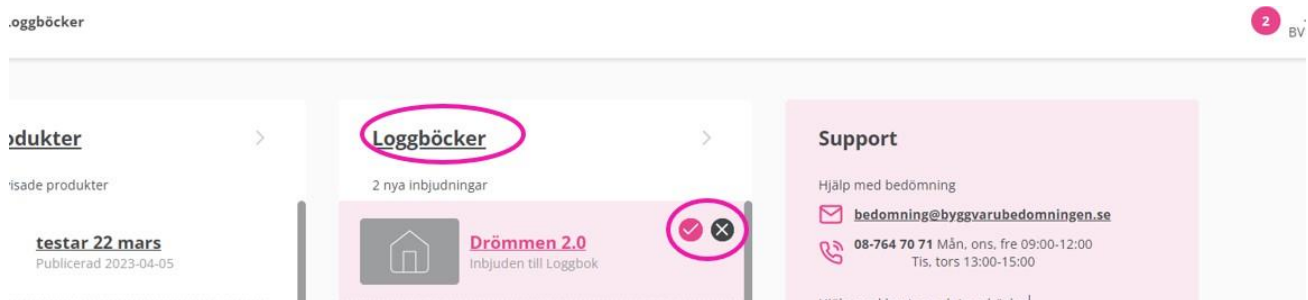 Loggböcker
2
BV
odukter
visade produkter
testar 22 mars
Publicerad 2023-04-05
Loggböcker
2 nya inbjudningar
Drömmen 2.0
Inbjuden till Loggbok
Support
Hjälp med bedömning
bedomning@byggvarubedomningen.se
08-764 70 71 Mån, ons, fre 09:00-12:00
Tis, tors 13:00-15:00